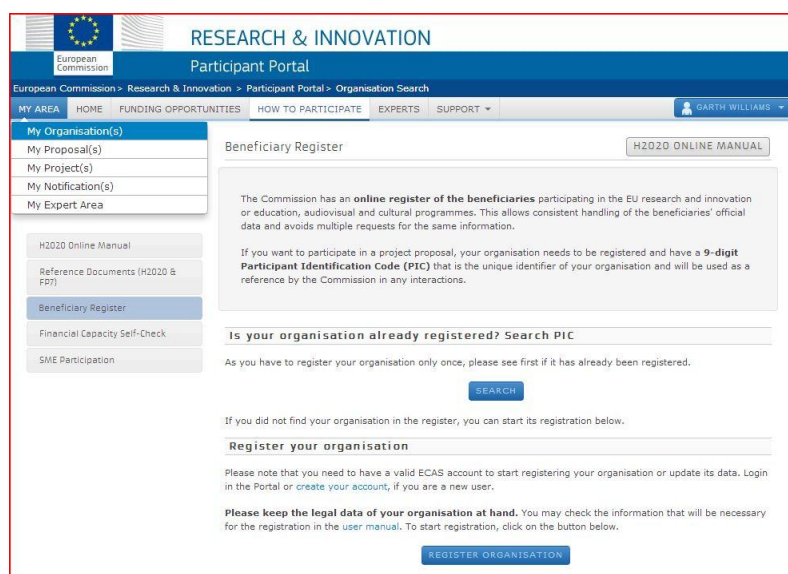 RESEARCH & INNOVATION
European
Commission
Participant Portal
European Commission > Research & Innovation > Participant Portal > Organisation Search
MY AREA HOME FUNDING OPPORTUNITIES HOW TO PARTICIPATE EXPERTS SUPPORT
GARTH WILLIAMS
My Organisation(s)
My Proposal(s)
My Project(s)
My Notification(s)
My Expert Area
H2020 Online Manual
Reference Documents (H2020 &
FP7)
Beneficiary Register
Financial Capacity Self-Check
SME Participation
Beneficiary Register
H2020 ONLINE MANUAL
The Commission has an online register of the beneficiaries participating in the EU research and innovation
or education, audiovisual and cultural programmes. This allows consistent handling of the beneficiaries' official
data and avoids multiple requests for the same information.
If you want to participate in a project proposal, your organisation needs to be registered and have a 9-digit
Participant Identification Code (PIC) that is the unique identifier of your organisation and will be used as a
reference by the Commission in any interactions.
Is your organisation already registered? Search PIC
As you have to register your organisation only once, please see first if it has already been registered.
SEARCH
If you did not find your organisation in the register, you can start its registration below.
Register your organisation
Please note that you need to have a valid ECAS account to start registering your organisation or update its data. Login
in the Portal or create your account, if you are a new user.
Please keep the legal data of your organisation at hand. You may check the information that will be necessary
for the registration in the user manual. To start registration, click on the button below.
REGISTER ORGANISATION